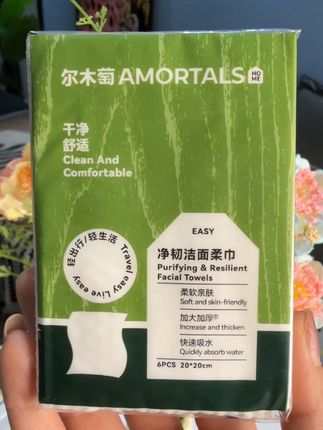 尔木萄 AMORTALS HOME
干净
舒适
Clean And
Comfortable
轻出行/轻生活 Travel easy Live easy
EASY
净韧洁面柔巾
Purifying & Resilient
Facial Towels
柔软亲肤
Soft and skin-friendly
加大加厚①
Increase and thicken
快速吸水
Quickly absorb water
6PCS 20*20cm